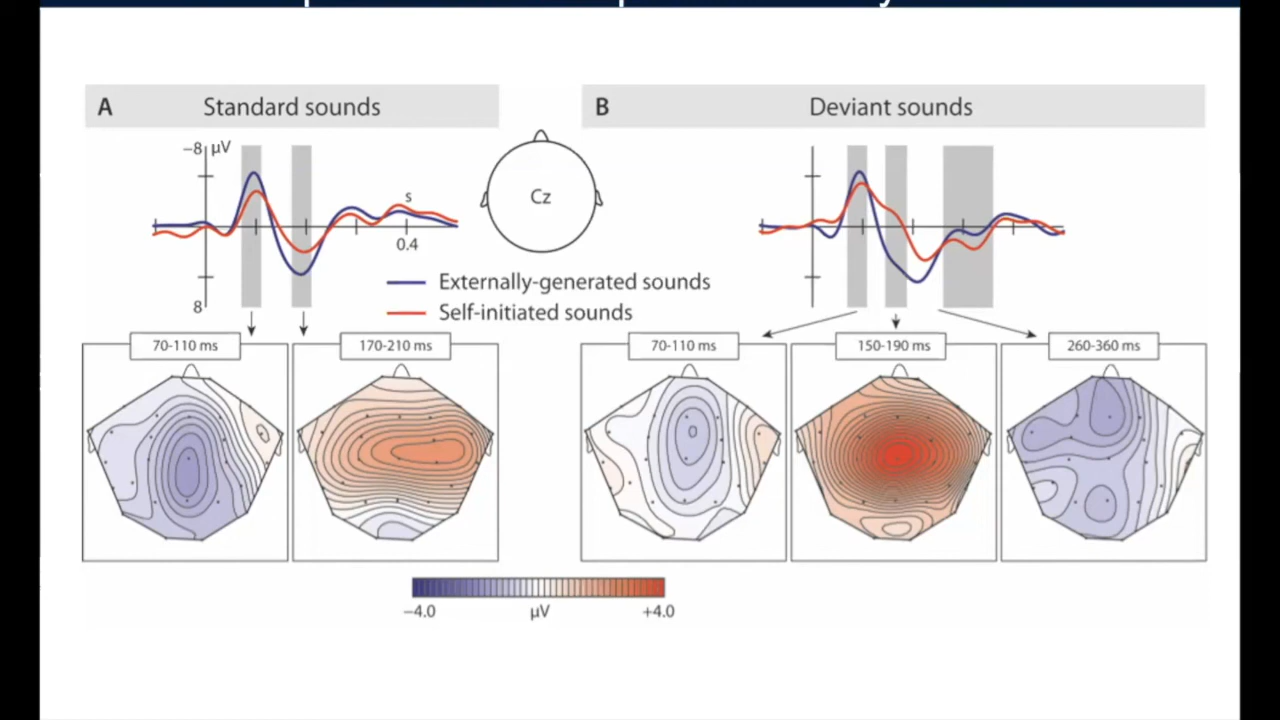 A Standard sounds
B Deviant sounds
−8 μV
s
0.4
8
Cz
Externally-generated sounds
Self-initiated sounds
70-110 ms
170-210 ms
70-110 ms
150-190 ms
260-360 ms
−4.0 μV +4.0